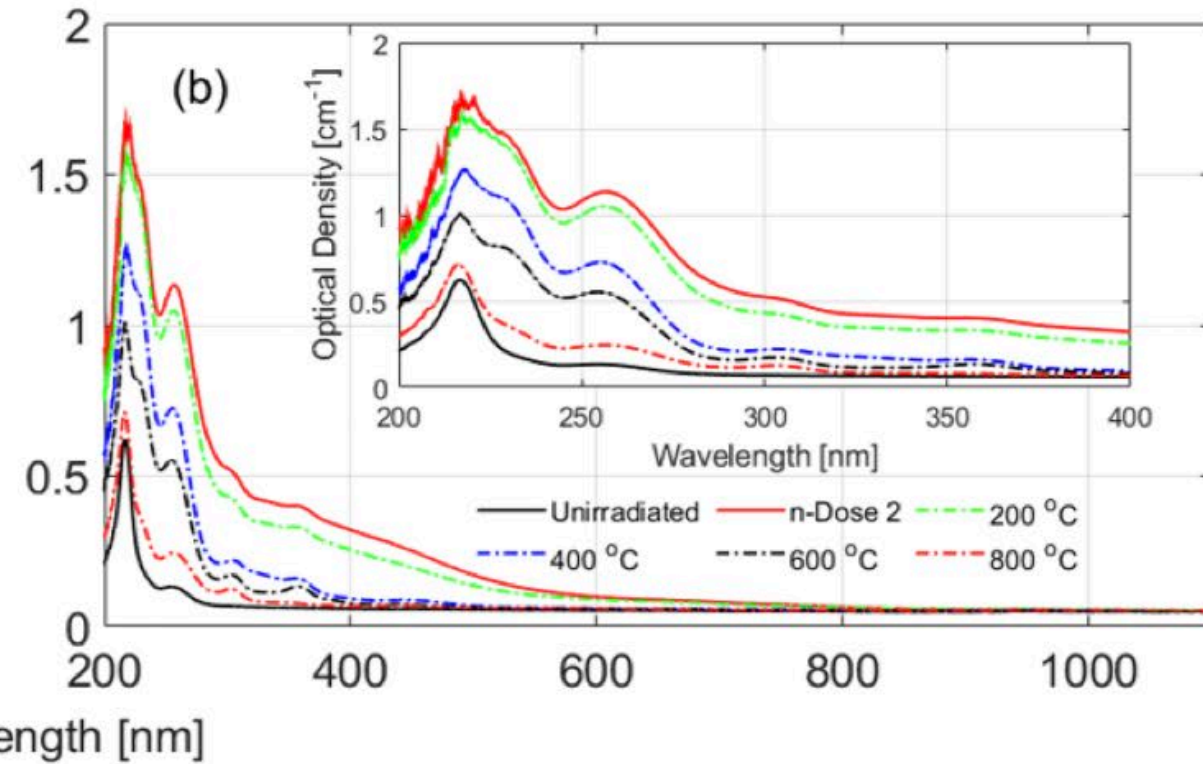 2
1.5
1
0.5
0
200 400 600 800 1000
ength [nm]
(b)
Optical Density [cm⁻¹]
2
1.5
1
0.5
0
200 250 300 350 400
Wavelength [nm]
Unirradiated n-Dose 2 200 °C
400 °C 600 °C 800 °C